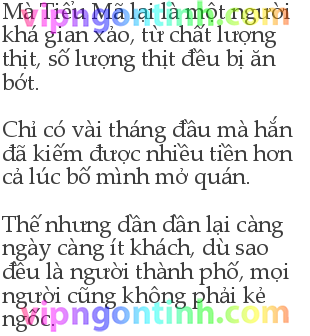 Mà Tiểu Mã lại là một người
khá gian xảo, từ chất lượng
thịt, số lượng thịt đều bị ăn
bớt.
Chỉ có vài tháng đầu mà hắn
đã kiếm được nhiều tiền hơn
cả lúc bố mình mở quán.
Thế nhưng dần dần lại càng
ngày càng ít khách, dù sao
đều là người thành phố, mọi
người cũng không phải kẻ
ngốc.
vipngontinh.com
vipngontinh.com